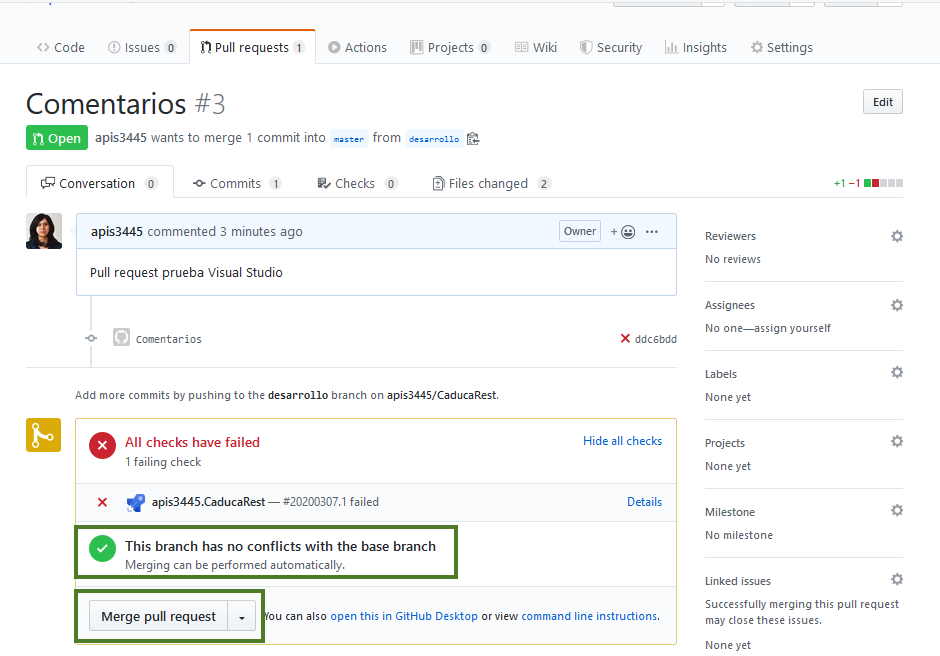 Code
Issues 0
Pull requests 1
Actions
Projects 0
Wiki
Security
Insights
Settings
Comentarios #3
Edit
Open
apis3445 wants to merge 1 commit into master from desarrollo
Conversation 0
Commits 1
Checks 0
Files changed 2
+1 −1
apis3445 commented 3 minutes ago
Owner
+
...
Pull request prueba Visual Studio
Comentarios
ddc6bdd
Add more commits by pushing to the desarrollo branch on apis3445/CaducaRest.
All checks have failed
1 failing check
Hide all checks
apis3445.CaducaRest — #20200307.1 failed
Details
This branch has no conflicts with the base branch
Merging can be performed automatically.
Merge pull request
You can also open this in GitHub Desktop or view command line instructions.
Reviewers
No reviews
Assignees
No one—assign yourself
Labels
None yet
Projects
None yet
Milestone
No milestone
Linked issues
Successfully merging this pull request
may close these issues.
None yet